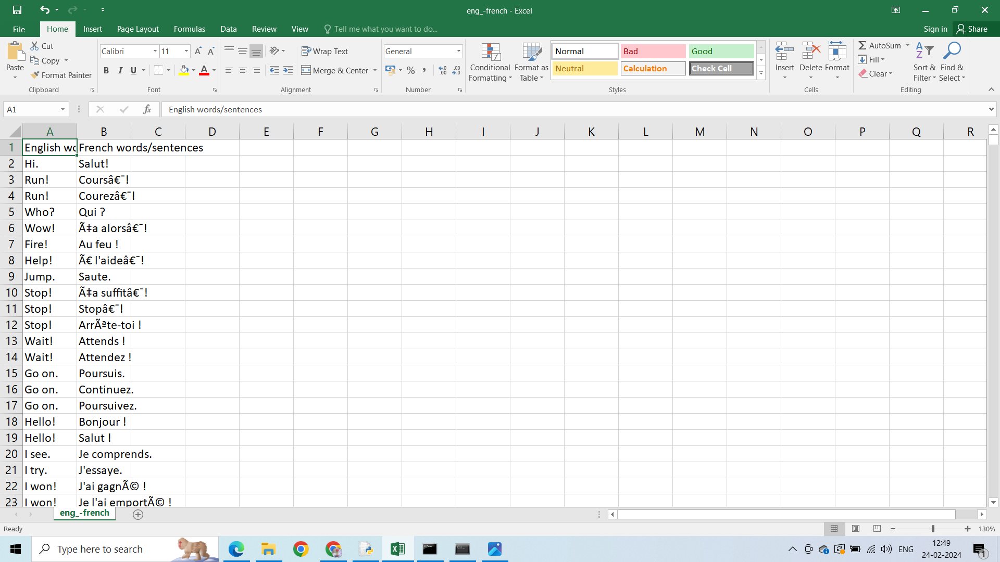 eng_-french - Excel
File Home Insert Page Layout Formulas Data Review View Tell me what you want to do... Sign in Share
Paste
Cut
Copy
Format Painter
Clipboard
Calibri 11
B I U
Font
Wrap Text
Merge & Center
Alignment
General
% ,
Number
Conditional Formatting
Format as Table
Normal Bad Good
Neutral Calculation Check Cell
Styles
Insert Delete Format
Cells
AutoSum
Fill
Clear
Sort & Filter
Find & Select
Editing
A1 fx English words/sentences
A B C D E F G H I J K L M N O P Q R
1 English wo French words/sentences
2 Hi. Salut!
3 Run! Coursâ€¯!
4 Run! Courezâ€¯!
5 Who? Qui ?
6 Wow! Ã‡a alorsâ€¯!
7 Fire! Au feu !
8 Help! Ã€ l'aideâ€¯!
9 Jump. Saute.
10 Stop! Ã‡a suffitâ€¯!
11 Stop! Stopâ€¯!
12 Stop! ArrÃªte-toi !
13 Wait! Attends !
14 Wait! Attendez !
15 Go on. Poursuis.
16 Go on. Continuez.
17 Go on. Poursuivez.
18 Hello! Bonjour !
19 Hello! Salut !
20 I see. Je comprends.
21 I try. J'essaye.
22 I won! J'ai gagnÃ© !
23 I won! Je l'ai emportÃ© !
eng_-french
Ready 130%
Type here to search
ENG
12:49
24-02-2024
1